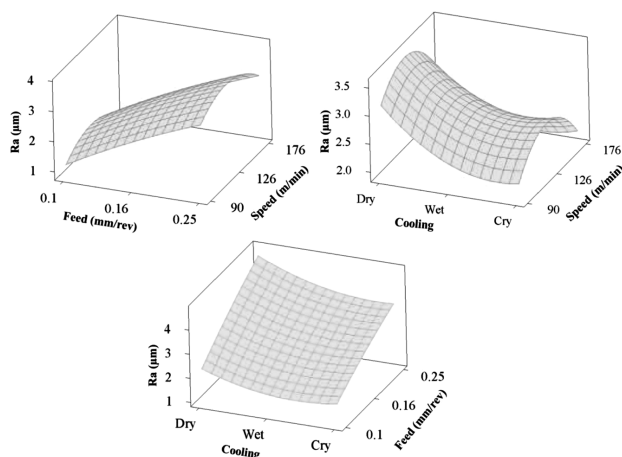 4
3
2
1
Ra (μm)
0.1
0.16
0.25
Feed (mm/rev)
90
126
176
Speed (m/min)
3.5
3.0
2.5
2.0
Ra (μm)
Dry
Wet
Cry
Cooling
90
126
176
Speed (m/min)
4
3
2
1
Ra (μm)
Dry
Wet
Cry
Cooling
0.1
0.16
0.25
Feed (mm/rev)